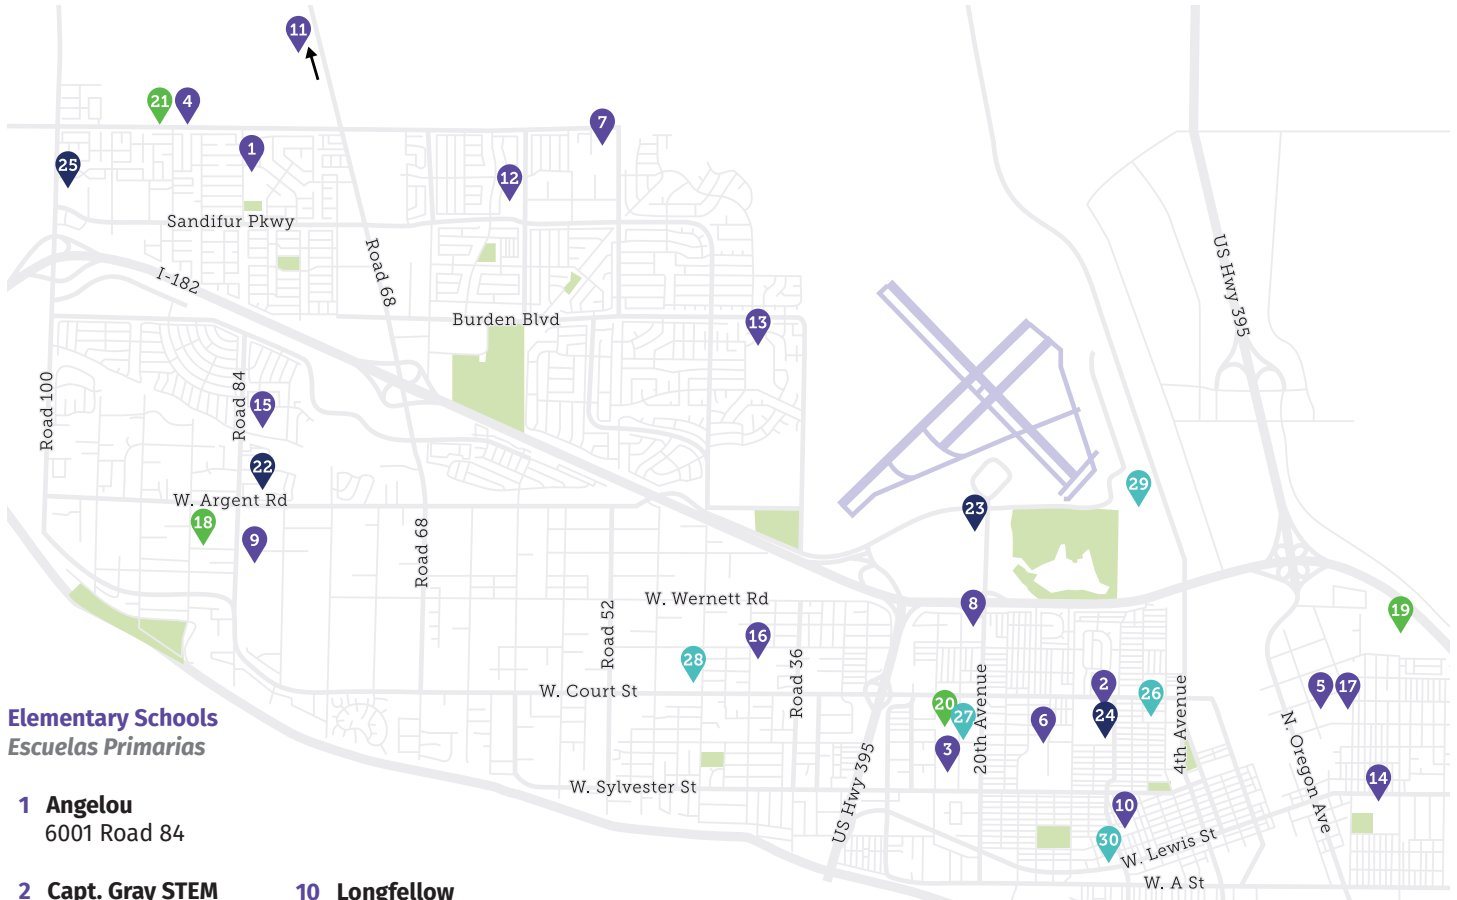 11
21 4
7
1
25
12
Sandifur Pkwy
Road 68
US Hwy 395
I-182
Burden Blvd
13
Road 100
Road 84
15
22
29
W. Argent Rd
23
18
9
Road 68
W. Wernett Rd
8
19
Road 52
16
28
Road 36
W. Court St
2
5 17
26
20
27
24
6
20th Avenue
4th Avenue
3
N. Oregon Ave
US Hwy 395
W. Sylvester St
14
10
30
W. Lewis St
W. A St
Elementary Schools
Escuelas Primarias
1 Angelou
6001 Road 84
2 Capt. Gray STEM
10 Longfellow